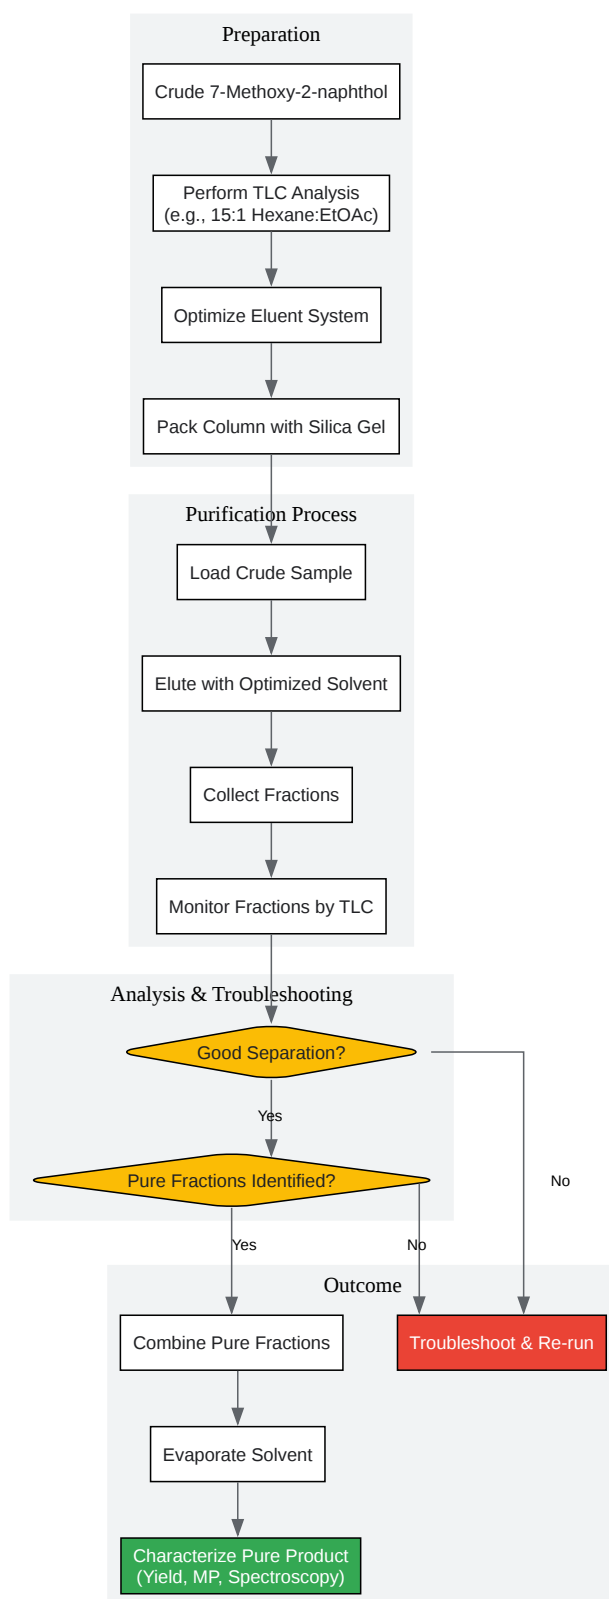 Preparation
Crude 7-Methoxy-2-naphthol
Perform TLC Analysis
(e.g., 15:1 Hexane:EtOAc)
Optimize Eluent System
Pack Column with Silica Gel
Purification Process
Load Crude Sample
Elute with Optimized Solvent
Collect Fractions
Monitor Fractions by TLC
Analysis & Troubleshooting
Good Separation?
Yes
Pure Fractions Identified?
No
Yes
No
Outcome
Combine Pure Fractions
Troubleshoot & Re-run
Evaporate Solvent
Characterize Pure Product
(Yield, MP, Spectroscopy)